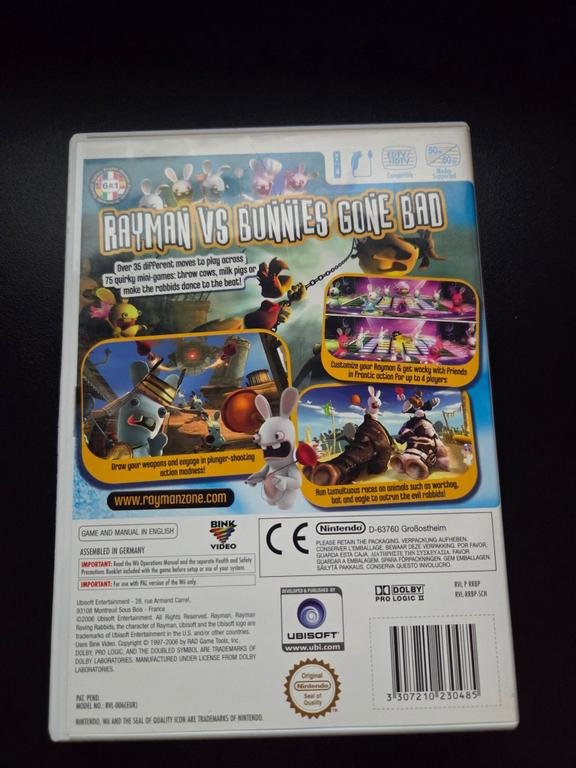 6 in 1
EDTV/
HDTV
Compatible
50Hz
60Hz
Modes
Supported
RAYMAN VS BUNNIES GONE BAD
Over 35 different moves to play across
75 quirky mini-games: throw cows, milk pigs or
make the rabbids dance to the beat!
Customize your Rayman & get wacky with friends
in frantic action for up to 4 players
Draw your weapons and engage in plunger-shooting
action madness!
Run tumultuous races on animals such as warthog,
bat and eagle to outrun the evil rabbids!
www.raymanzone.com
GAME AND MANUAL IN ENGLISH
BINK
VIDEO
CE
Nintendo D-63760 Großostheim
PLEASE RETAIN THE PACKAGING. VERPACKUNG AUFHEBEN.
CONSERVER L'EMBALLAGE. BEWAAR DEZE VERPAKKING. POR FAVOR,
GUARDA ESTA CAJA. ΔΙΑΤΗΡΗΣΤΕ ΤΗΝ ΣΥΣΚΕΥΑΣΙΑ. FAVOR
GUARDAR A EMBALAGEM. SPARA FÖRPACKNINGEN. GEM EMBALLAGEN.
SÄILYTÄ PAKKAUS. CONSERVA QUESTO INVOLUCRO.
ASSEMBLED IN GERMANY
IMPORTANT: Read the Wii Operations Manual and the separate Health and Safety
Precautions Booklet included with the game before setup or use of your system.
IMPORTANT: For use with PAL version of the Wii only.
Ubisoft Entertainment - 28, rue Armand Carrel,
93108 Montreuil Sous Bois - France
©2006 Ubisoft Entertainment. All Rights Reserved. Rayman, Rayman
Raving Rabbids, the character of Rayman, Ubisoft and the Ubisoft logo are
trademarks of Ubisoft Entertainment in the U.S. and/or other countries.
Uses Bink Video. Copyright © 1997-2006 by RAD Game Tools, Inc.
DOLBY, PRO LOGIC, AND THE DOUBLED SYMBOL ARE TRADEMARKS OF
DOLBY LABORATORIES. MANUFACTURED UNDER LICENSE FROM DOLBY
LABORATORIES.
DEVELOPED & PUBLISHED BY
UBISOFT
www.ubi.com
DOLBY
PRO LOGIC II
RVL P RRBP
RVL-RRBP-SCN
Original
Nintendo
Seal of
Quality
3 307210 230485
PAT. PEND.
MODEL NO.: RVL-006(EUR)
NINTENDO, Wii AND THE SEAL OF QUALITY ICON ARE TRADEMARKS OF NINTENDO.